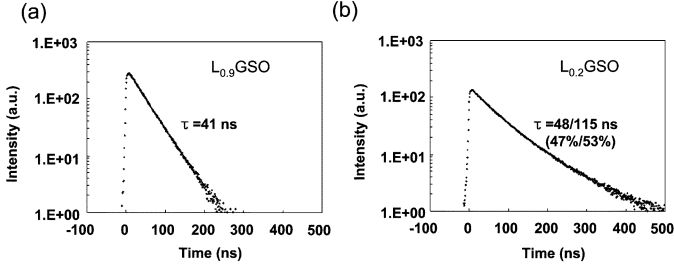 (a)
1.E+03
L0.9GSO
1.E+02
τ =41 ns
1.E+01
1.E+00
-100 0 100 200 300 400 500
Intensity (a.u.)
Time (ns)
(b)
1.E+03
L0.2GSO
1.E+02
τ =48/115 ns
(47%/53%)
1.E+01
1.E+00
-100 0 100 200 300 400 500
Intensity (a.u.)
Time (ns)